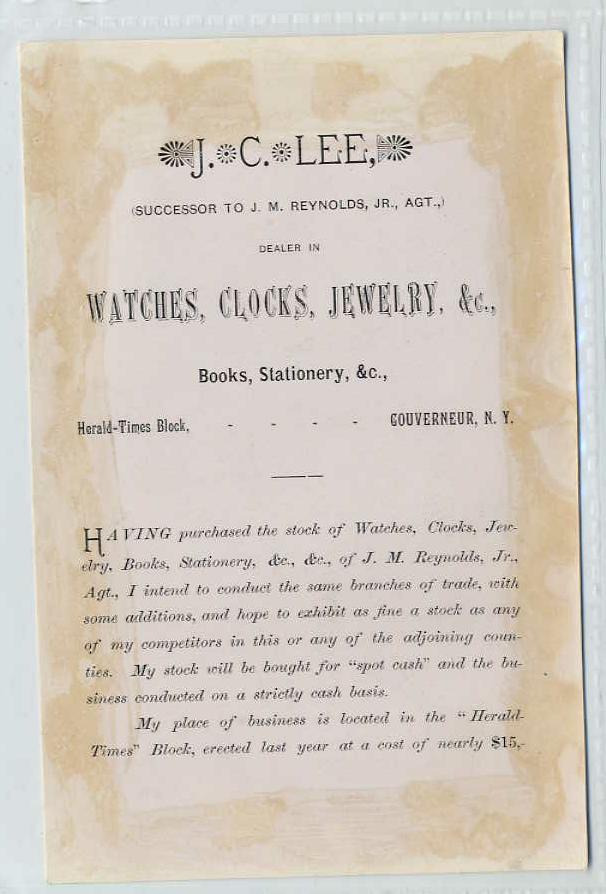 J. C. LEE,
(SUCCESSOR TO J. M. REYNOLDS, JR., AGT.,)
DEALER IN
WATCHES, CLOCKS, JEWELRY, &c.,
Books, Stationery, &c.,
Herald-Times Block, - - - - GOUVERNEUR, N. Y.
HAVING purchased the stock of Watches, Clocks, Jew-
elry, Books, Stationery, &c., &c., of J. M. Reynolds, Jr.,
Agt., I intend to conduct the same branches of trade, with
some additions, and hope to exhibit as fine a stock as any
of my competitors in this or any of the adjoining coun-
ties. My stock will be bought for "spot cash" and the bu-
siness conducted on a strictly cash basis.
My place of business is located in the "Herald-
Times" Block, erected last year at a cost of nearly $15,-